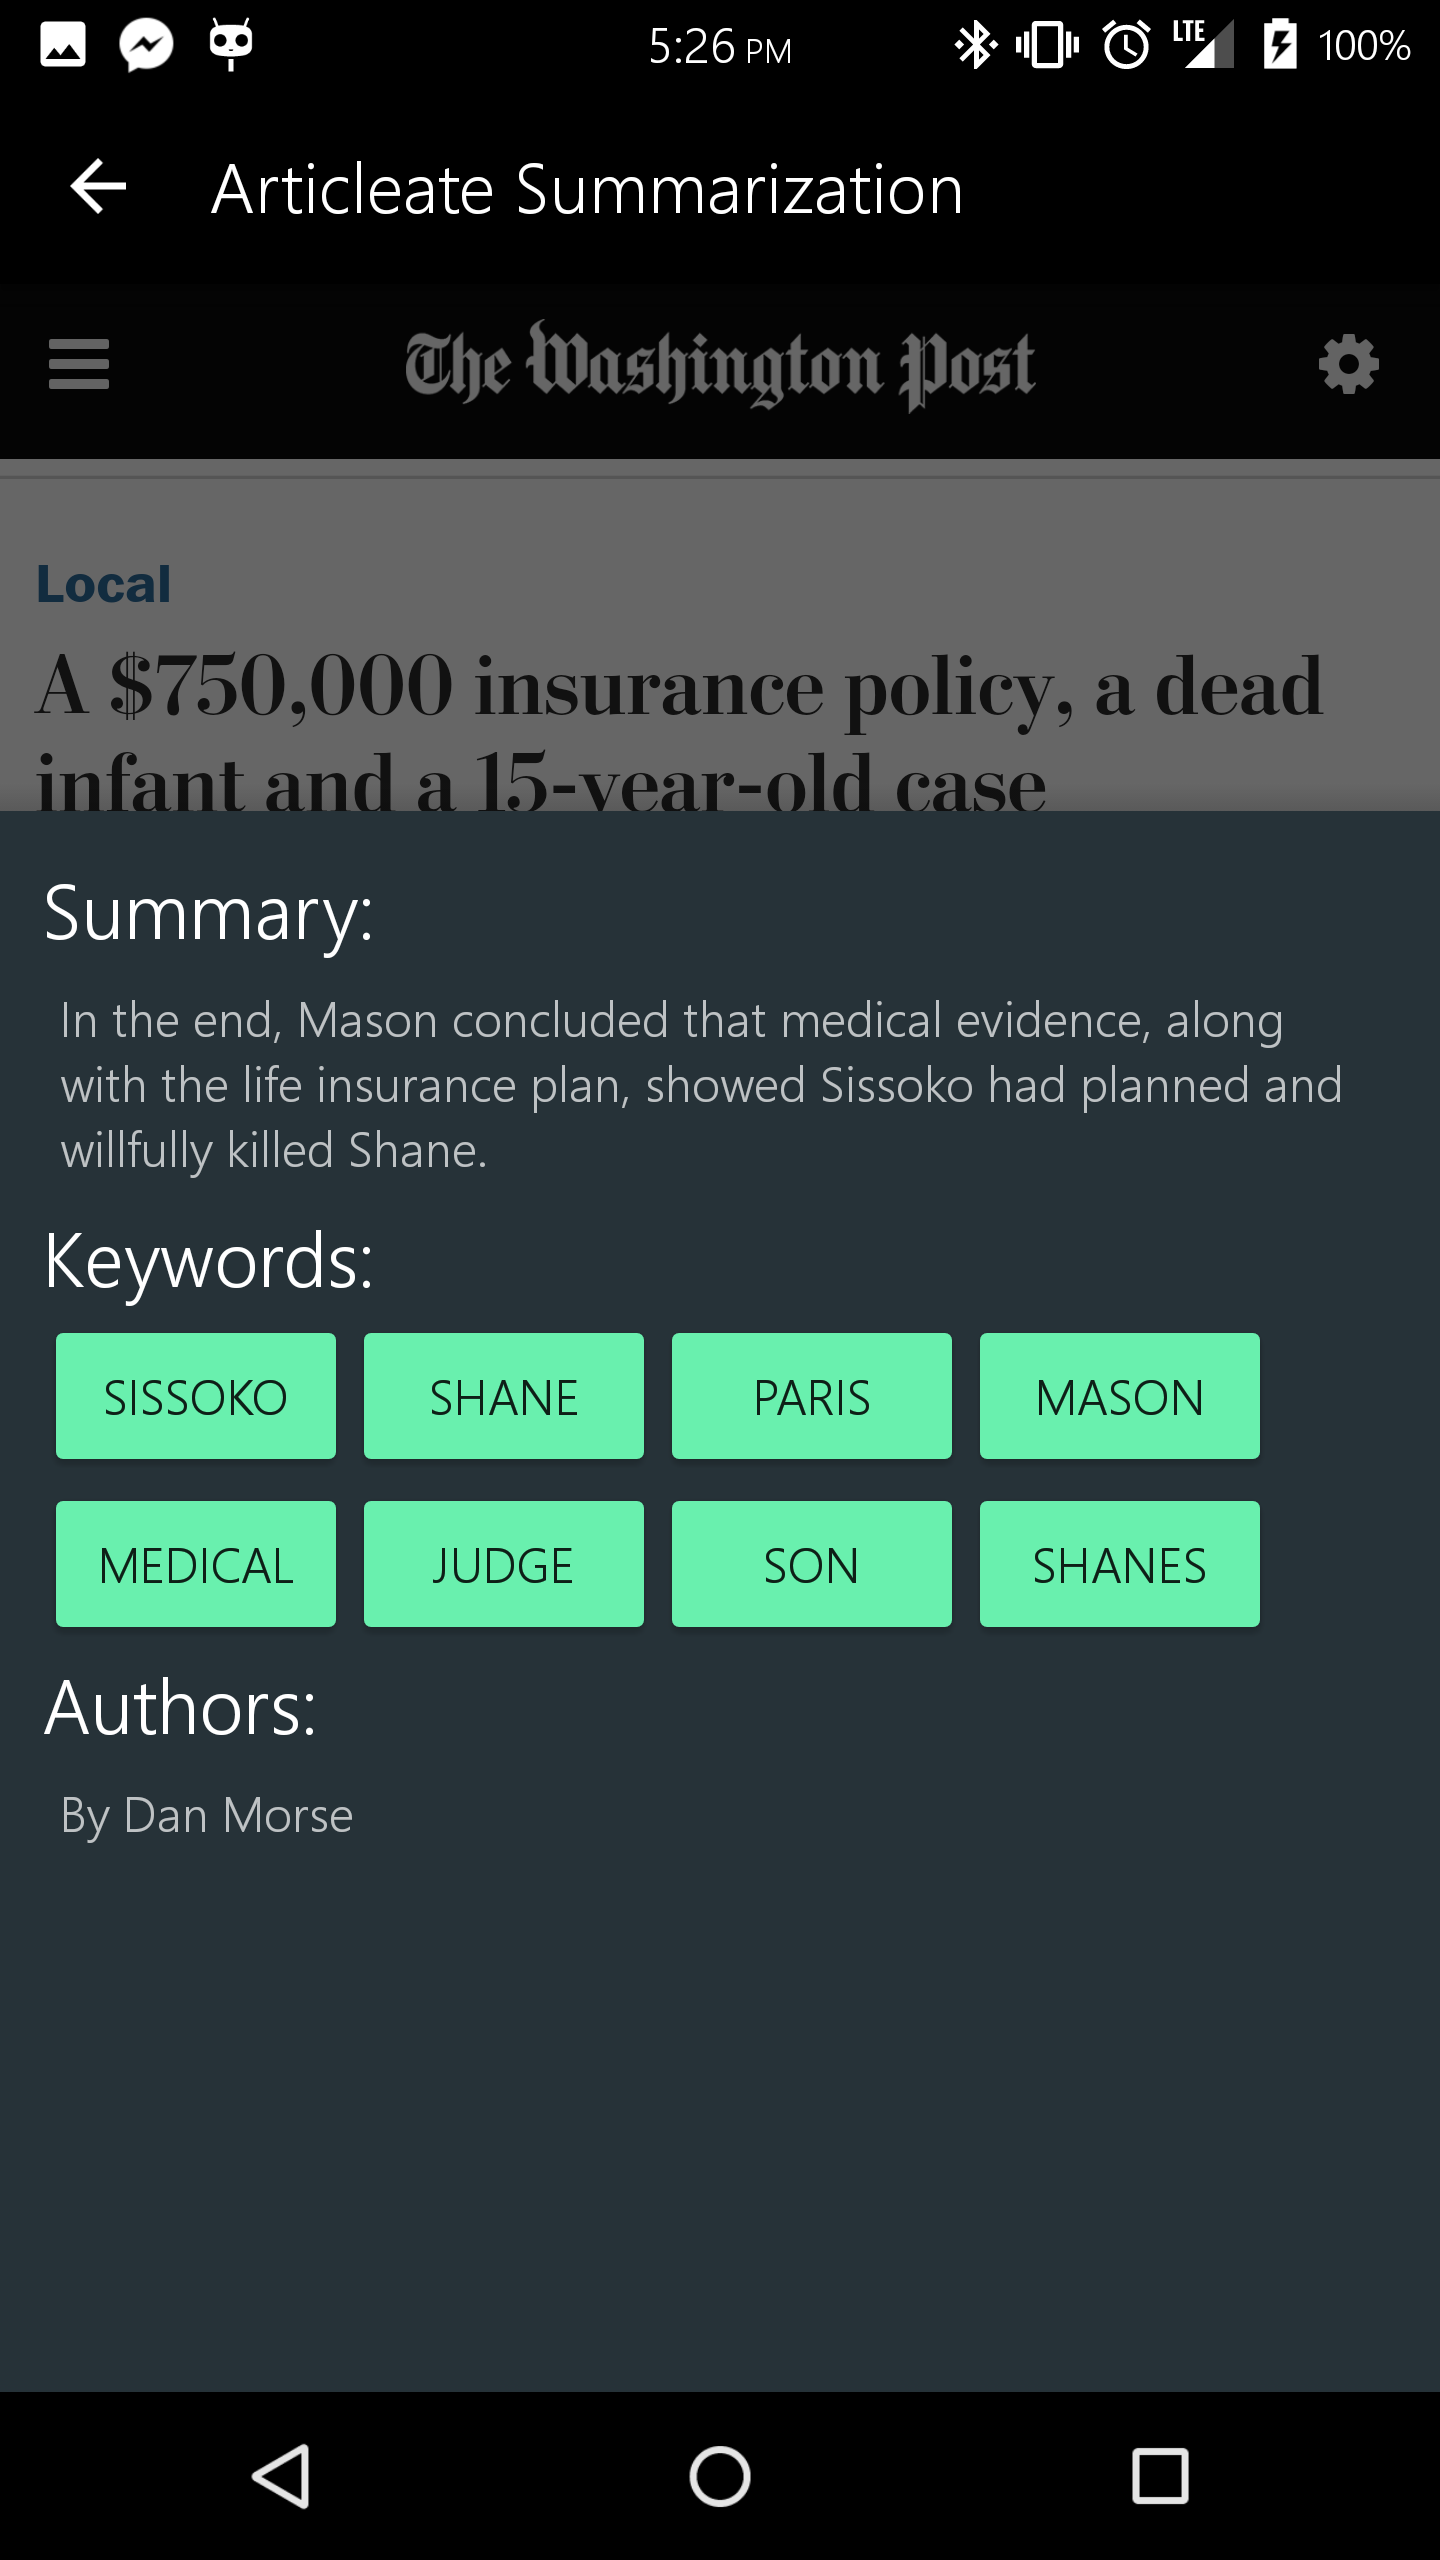 5:26 PM
LTE
100%
Articleate Summarization
The Washington Post
Local
A $750,000 insurance policy, a dead
infant and a 15-year-old case
Summary:
In the end, Mason concluded that medical evidence, along
with the life insurance plan, showed Sissoko had planned and
willfully killed Shane.
Keywords:
SISSOKO SHANE PARIS MASON
MEDICAL JUDGE SON SHANES
Authors:
By Dan Morse